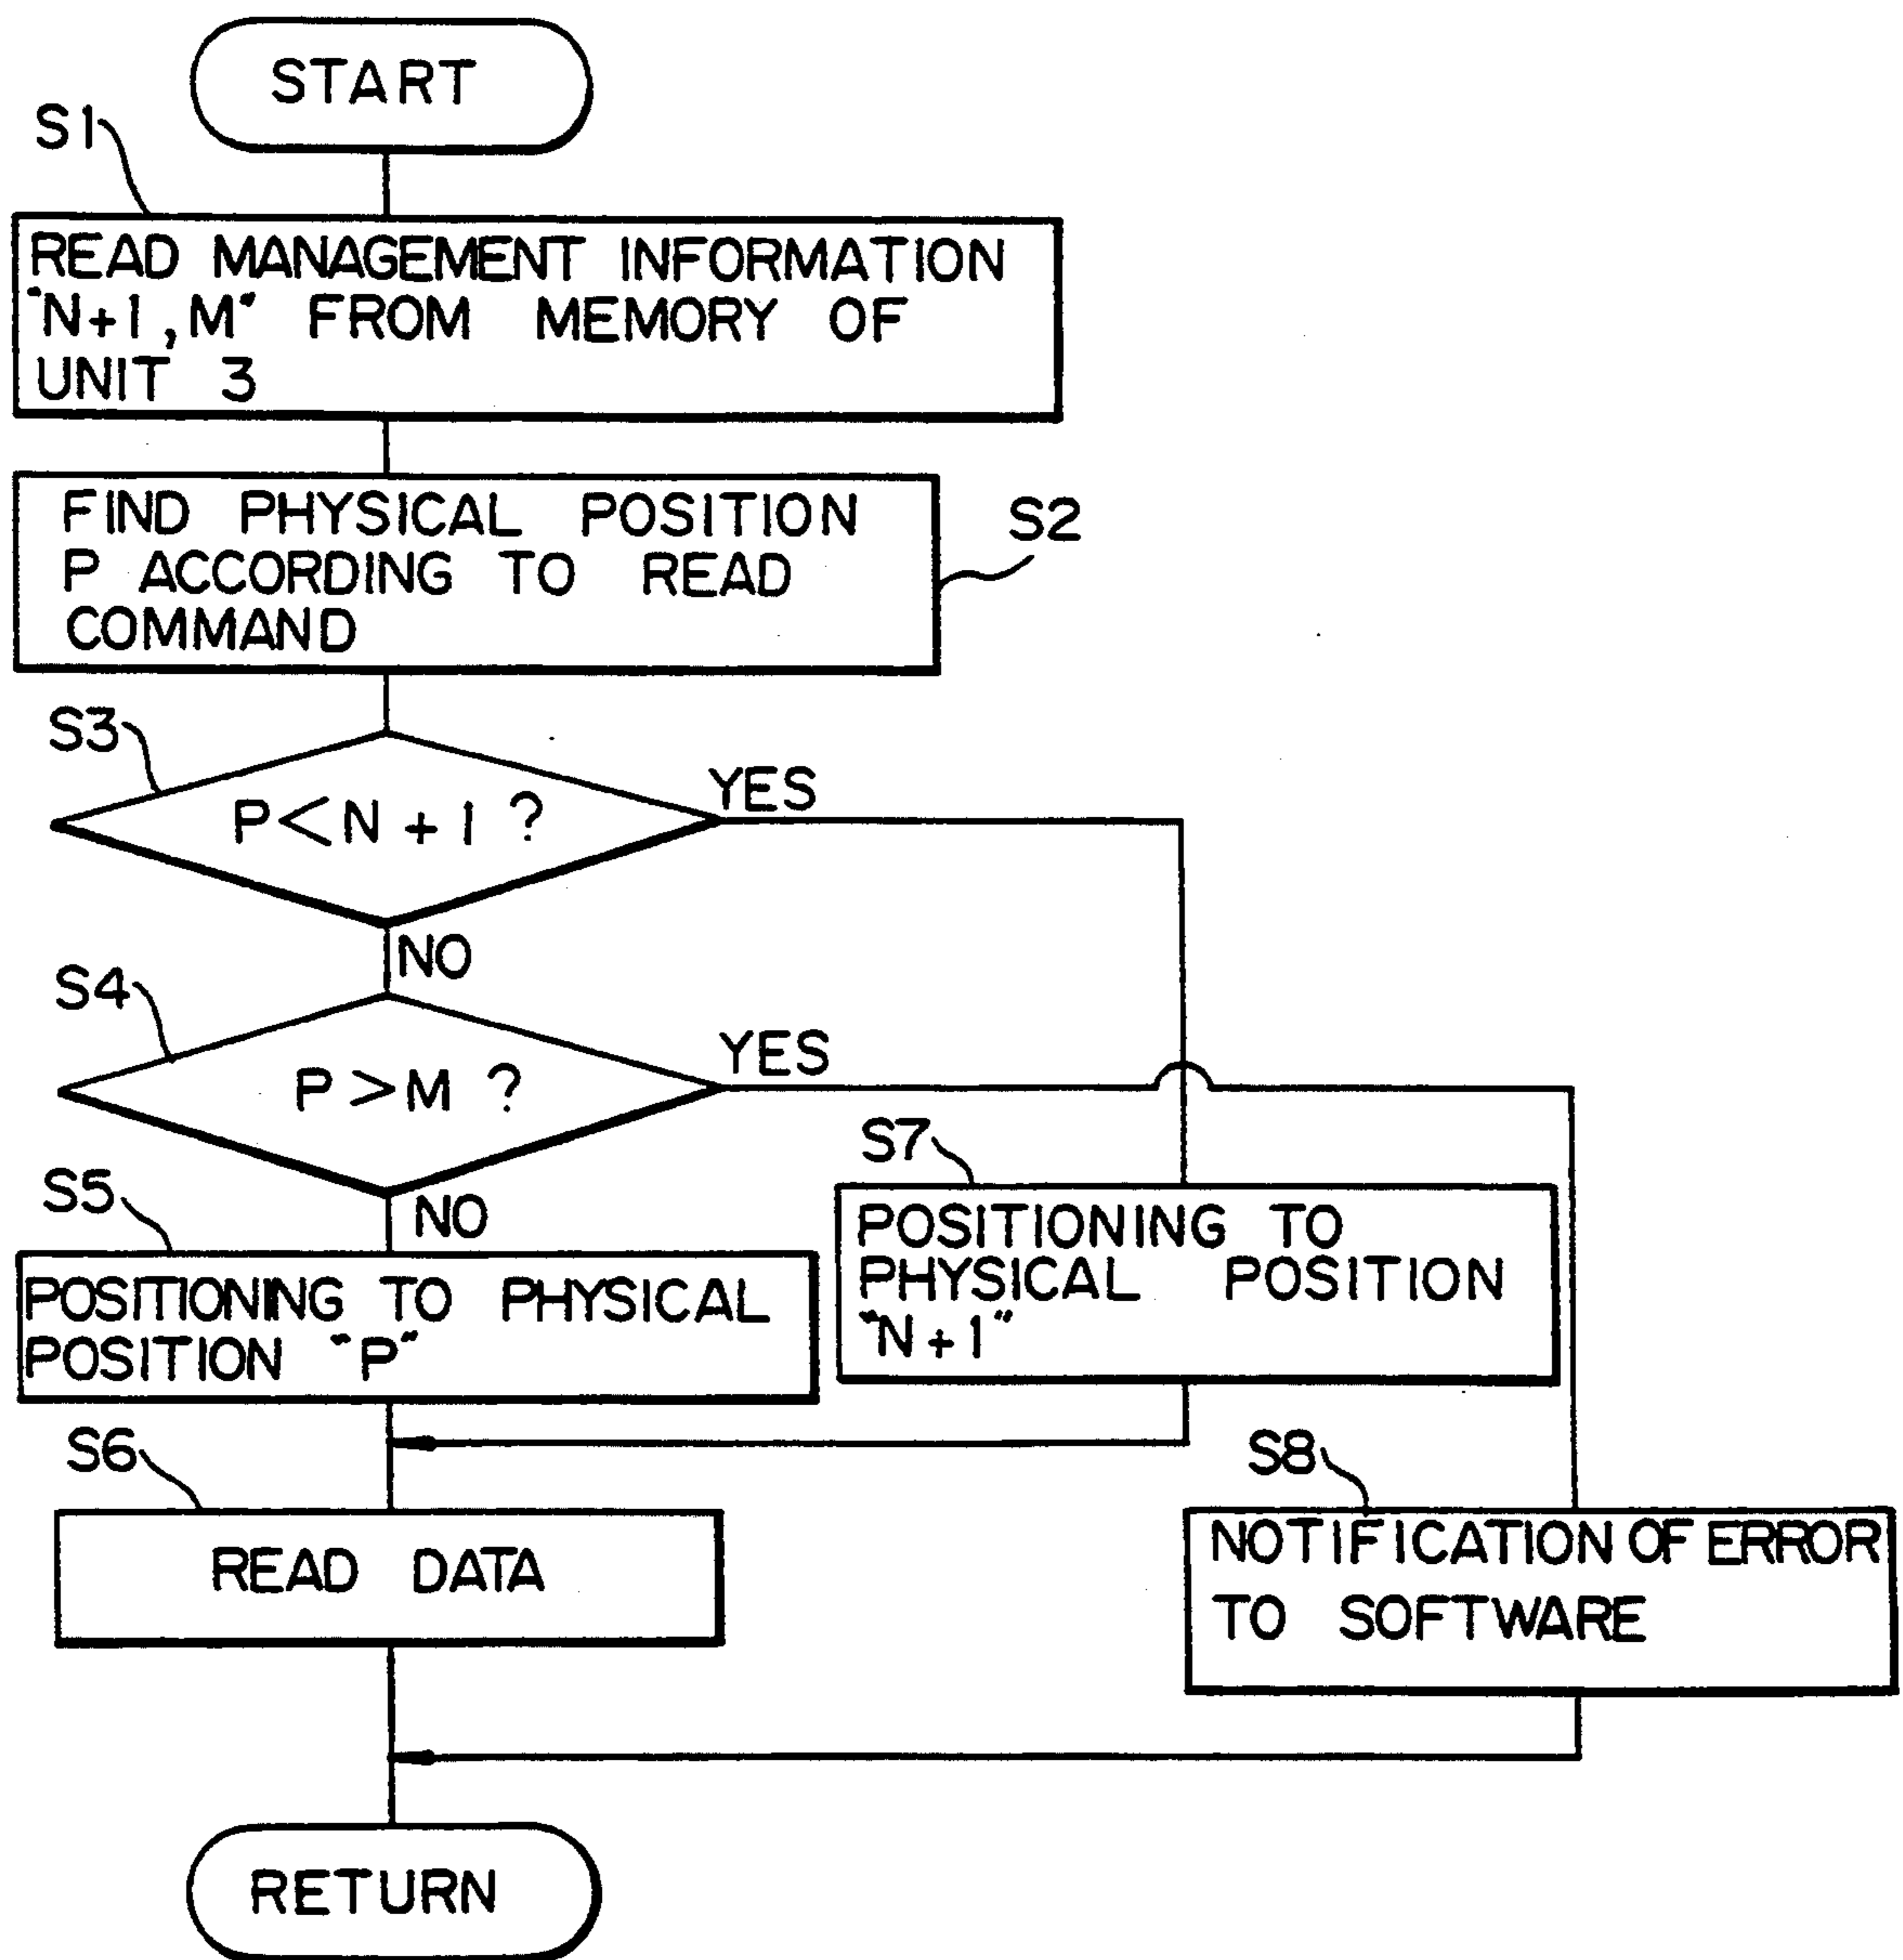 START
S1
READ MANAGEMENT INFORMATION
"N+1,M" FROM MEMORY OF
UNIT 3
FIND PHYSICAL POSITION
P ACCORDING TO READ
COMMAND
S2
S3
P<N+1 ?
YES
NO
S4
P>M ?
YES
NO
S5
POSITIONING TO PHYSICAL
POSITION "P"
S7
POSITIONING TO
PHYSICAL POSITION
"N+1"
S6
READ DATA
S8
NOTIFICATION OF ERROR
TO SOFTWARE
RETURN